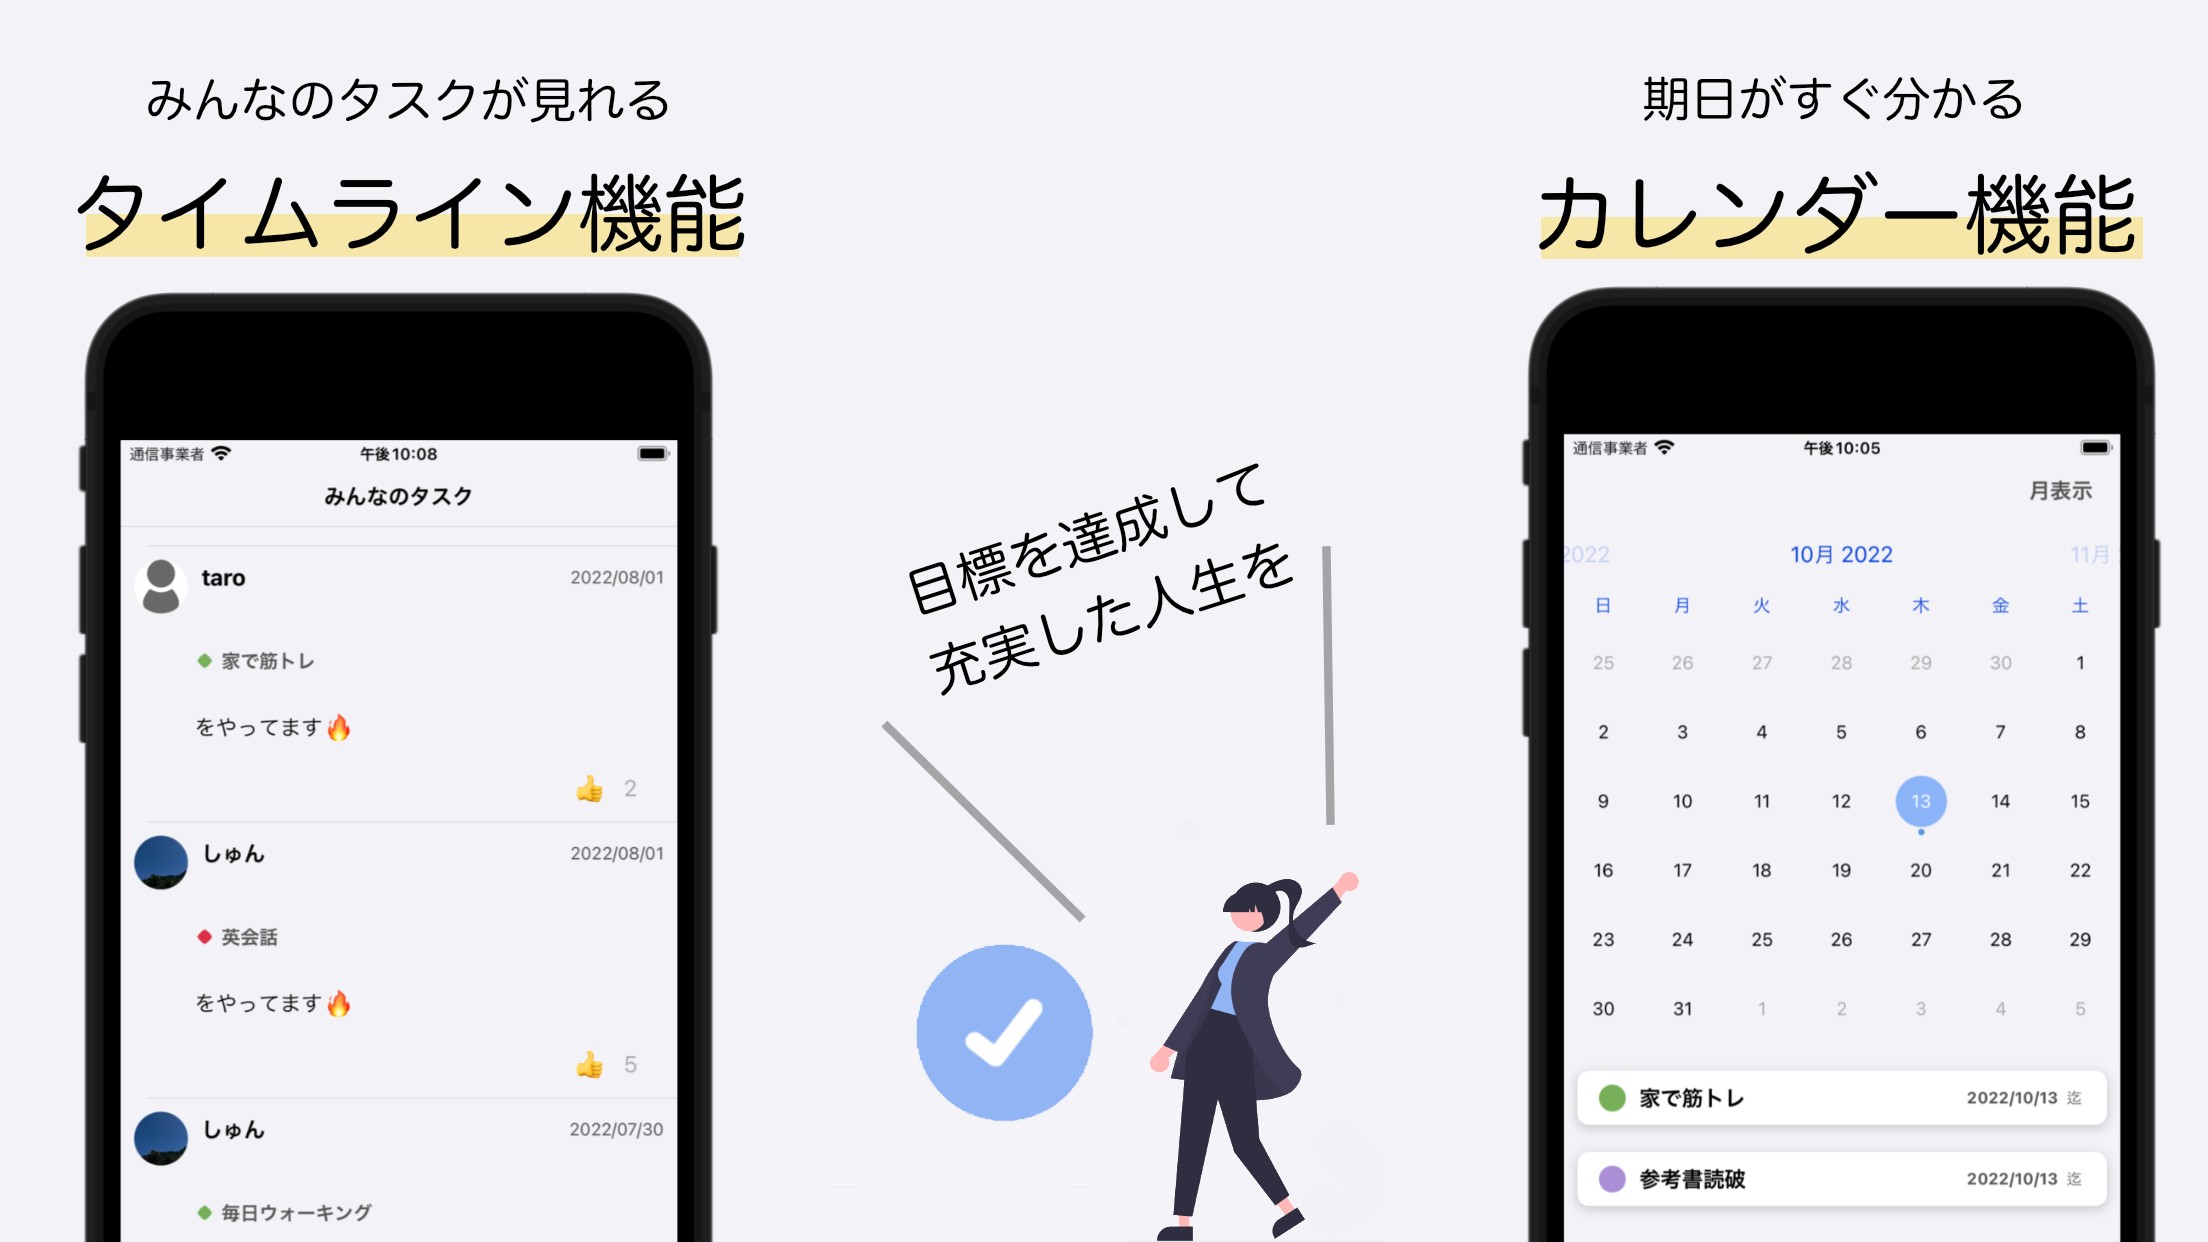 みんなのタスクが見れる
タイムライン機能
通信事業者 午後10:08
みんなのタスク
taro 2022/08/01
家で筋トレ
をやってます🔥
👍 2
しゅん 2022/08/01
英会話
をやってます🔥
👍 5
しゅん 2022/07/30
毎日ウォーキング
目標を達成して
充実した人生を
期日がすぐ分かる
カレンダー機能
通信事業者 午後10:05
月表示
2022 10月 2022 11月
日 月 火 水 木 金 土
25 26 27 28 29 30 1
2 3 4 5 6 7 8
9 10 11 12 13 14 15
16 17 18 19 20 21 22
23 24 25 26 27 28 29
30 31 1 2 3 4 5
家で筋トレ 2022/10/13 迄
参考書読破 2022/10/13 迄